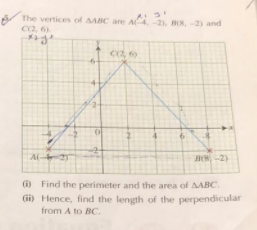 The vertices of △ABC are A(−4, −2), B(8, −2) and
C(2, 6).
C(2, 6)
6
4
2
−4 −2 0 2 4 6 8
−2
A(−4, −2)
B(8, −2)
(i) Find the perimeter and the area of △ABC.
(ii) Hence, find the length of the perpendicular
from A to BC.